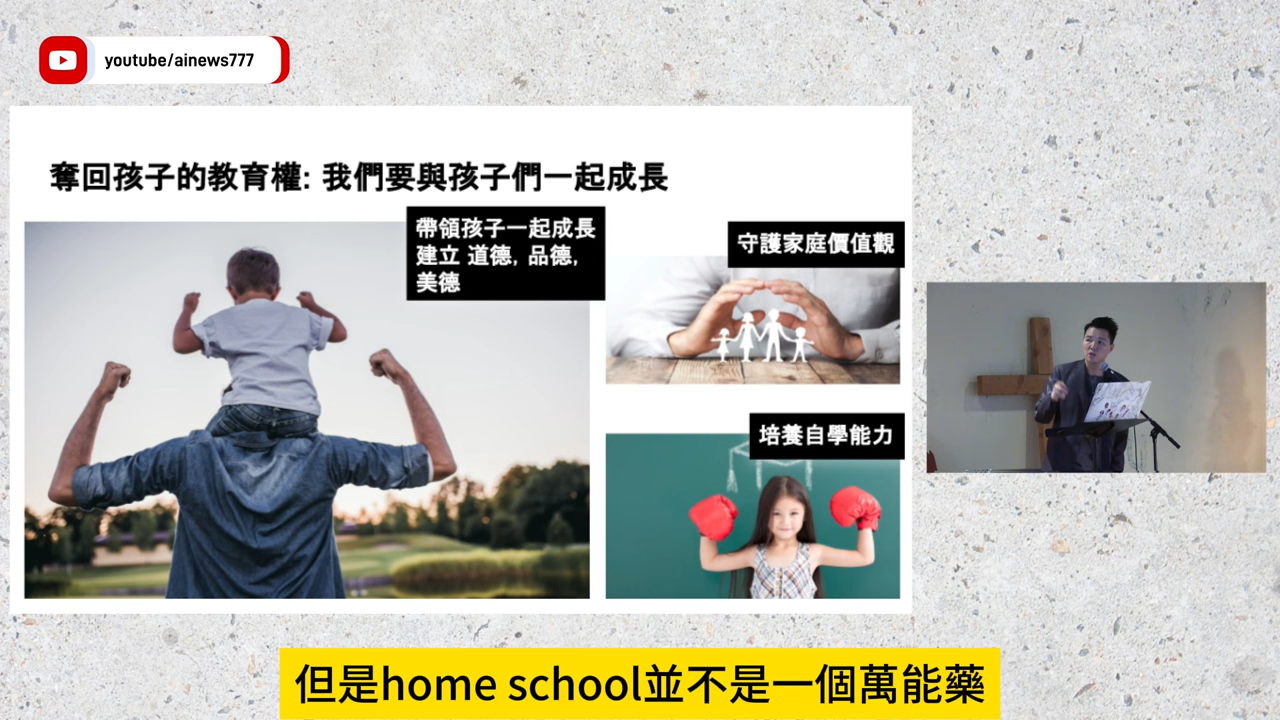 youtube/ainews777
奪回孩子的教育權: 我們要與孩子們一起成長
帶領孩子一起成長
建立 道德, 品德,
美德
守護家庭價值觀
培養自學能力
但是home school並不是一個萬能藥